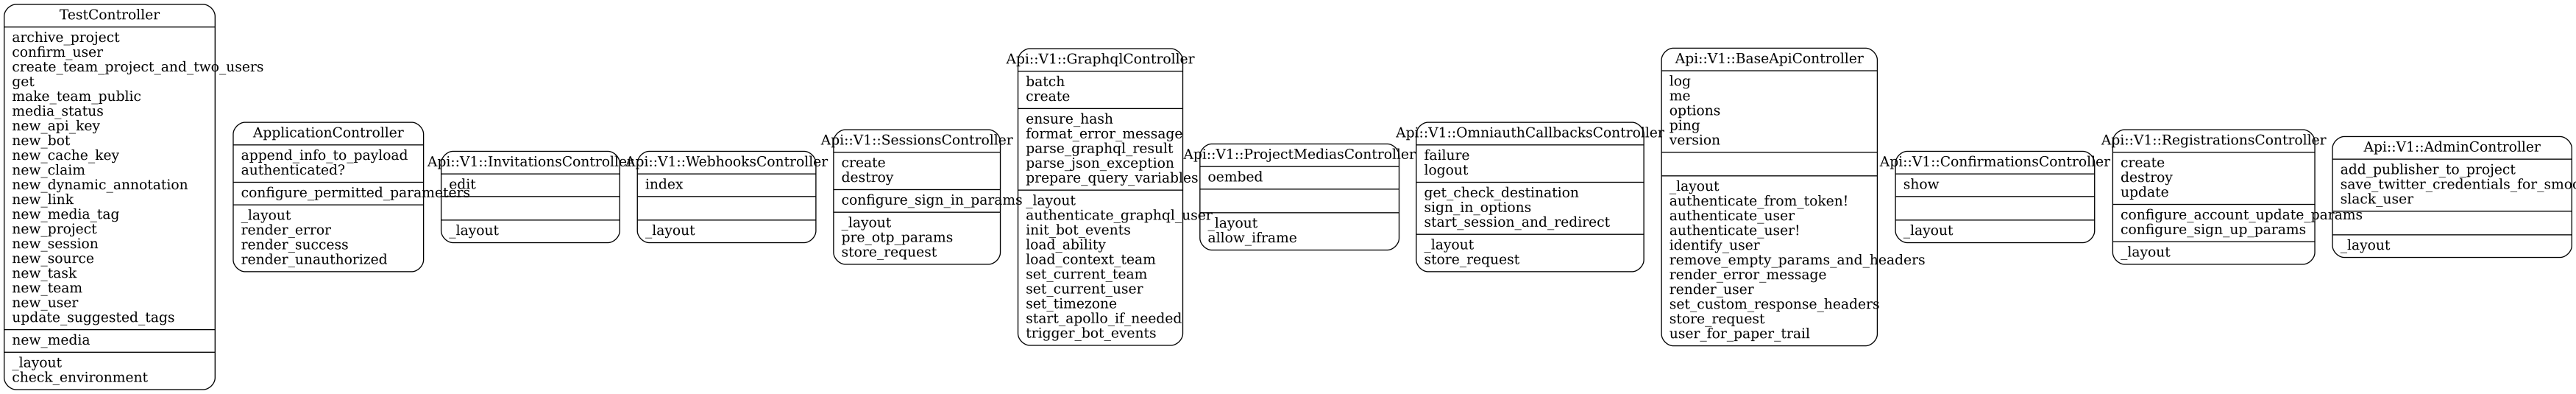 TestController
archive_project
confirm_user
create_team_project_and_two_users
get
make_team_public
media_status
new_api_key
new_bot
new_cache_key
new_claim
new_dynamic_annotation
new_link
new_media_tag
new_project
new_session
new_source
new_task
new_team
new_user
update_suggested_tags
new_media
_layout
check_environment
ApplicationController
append_info_to_payload
authenticated?
configure_permitted_parameters
_layout
render_error
render_success
render_unauthorized
Api::V1::InvitationsController
edit
_layout
Api::V1::WebhooksController
index
_layout
Api::V1::SessionsController
create
destroy
configure_sign_in_params
_layout
pre_otp_params
store_request
Api::V1::GraphqlController
batch
create
ensure_hash
format_error_message
parse_graphql_result
parse_json_exception
prepare_query_variables
_layout
authenticate_graphql_user
init_bot_events
load_ability
load_context_team
set_current_team
set_current_user
set_timezone
start_apollo_if_needed
trigger_bot_events
Api::V1::ProjectMediasController
oembed
_layout
allow_iframe
Api::V1::OmniauthCallbacksController
failure
logout
get_check_destination
sign_in_options
start_session_and_redirect
_layout
store_request
Api::V1::BaseApiController
log
me
options
ping
version
_layout
authenticate_from_token!
authenticate_user
authenticate_user!
identify_user
remove_empty_params_and_headers
render_error_message
render_user
set_custom_response_headers
store_request
user_for_paper_trail
Api::V1::ConfirmationsController
show
_layout
Api::V1::RegistrationsController
create
destroy
update
configure_account_update_params
configure_sign_up_params
_layout
Api::V1::AdminController
add_publisher_to_project
save_twitter_credentials_for_smoo
slack_user
_layout